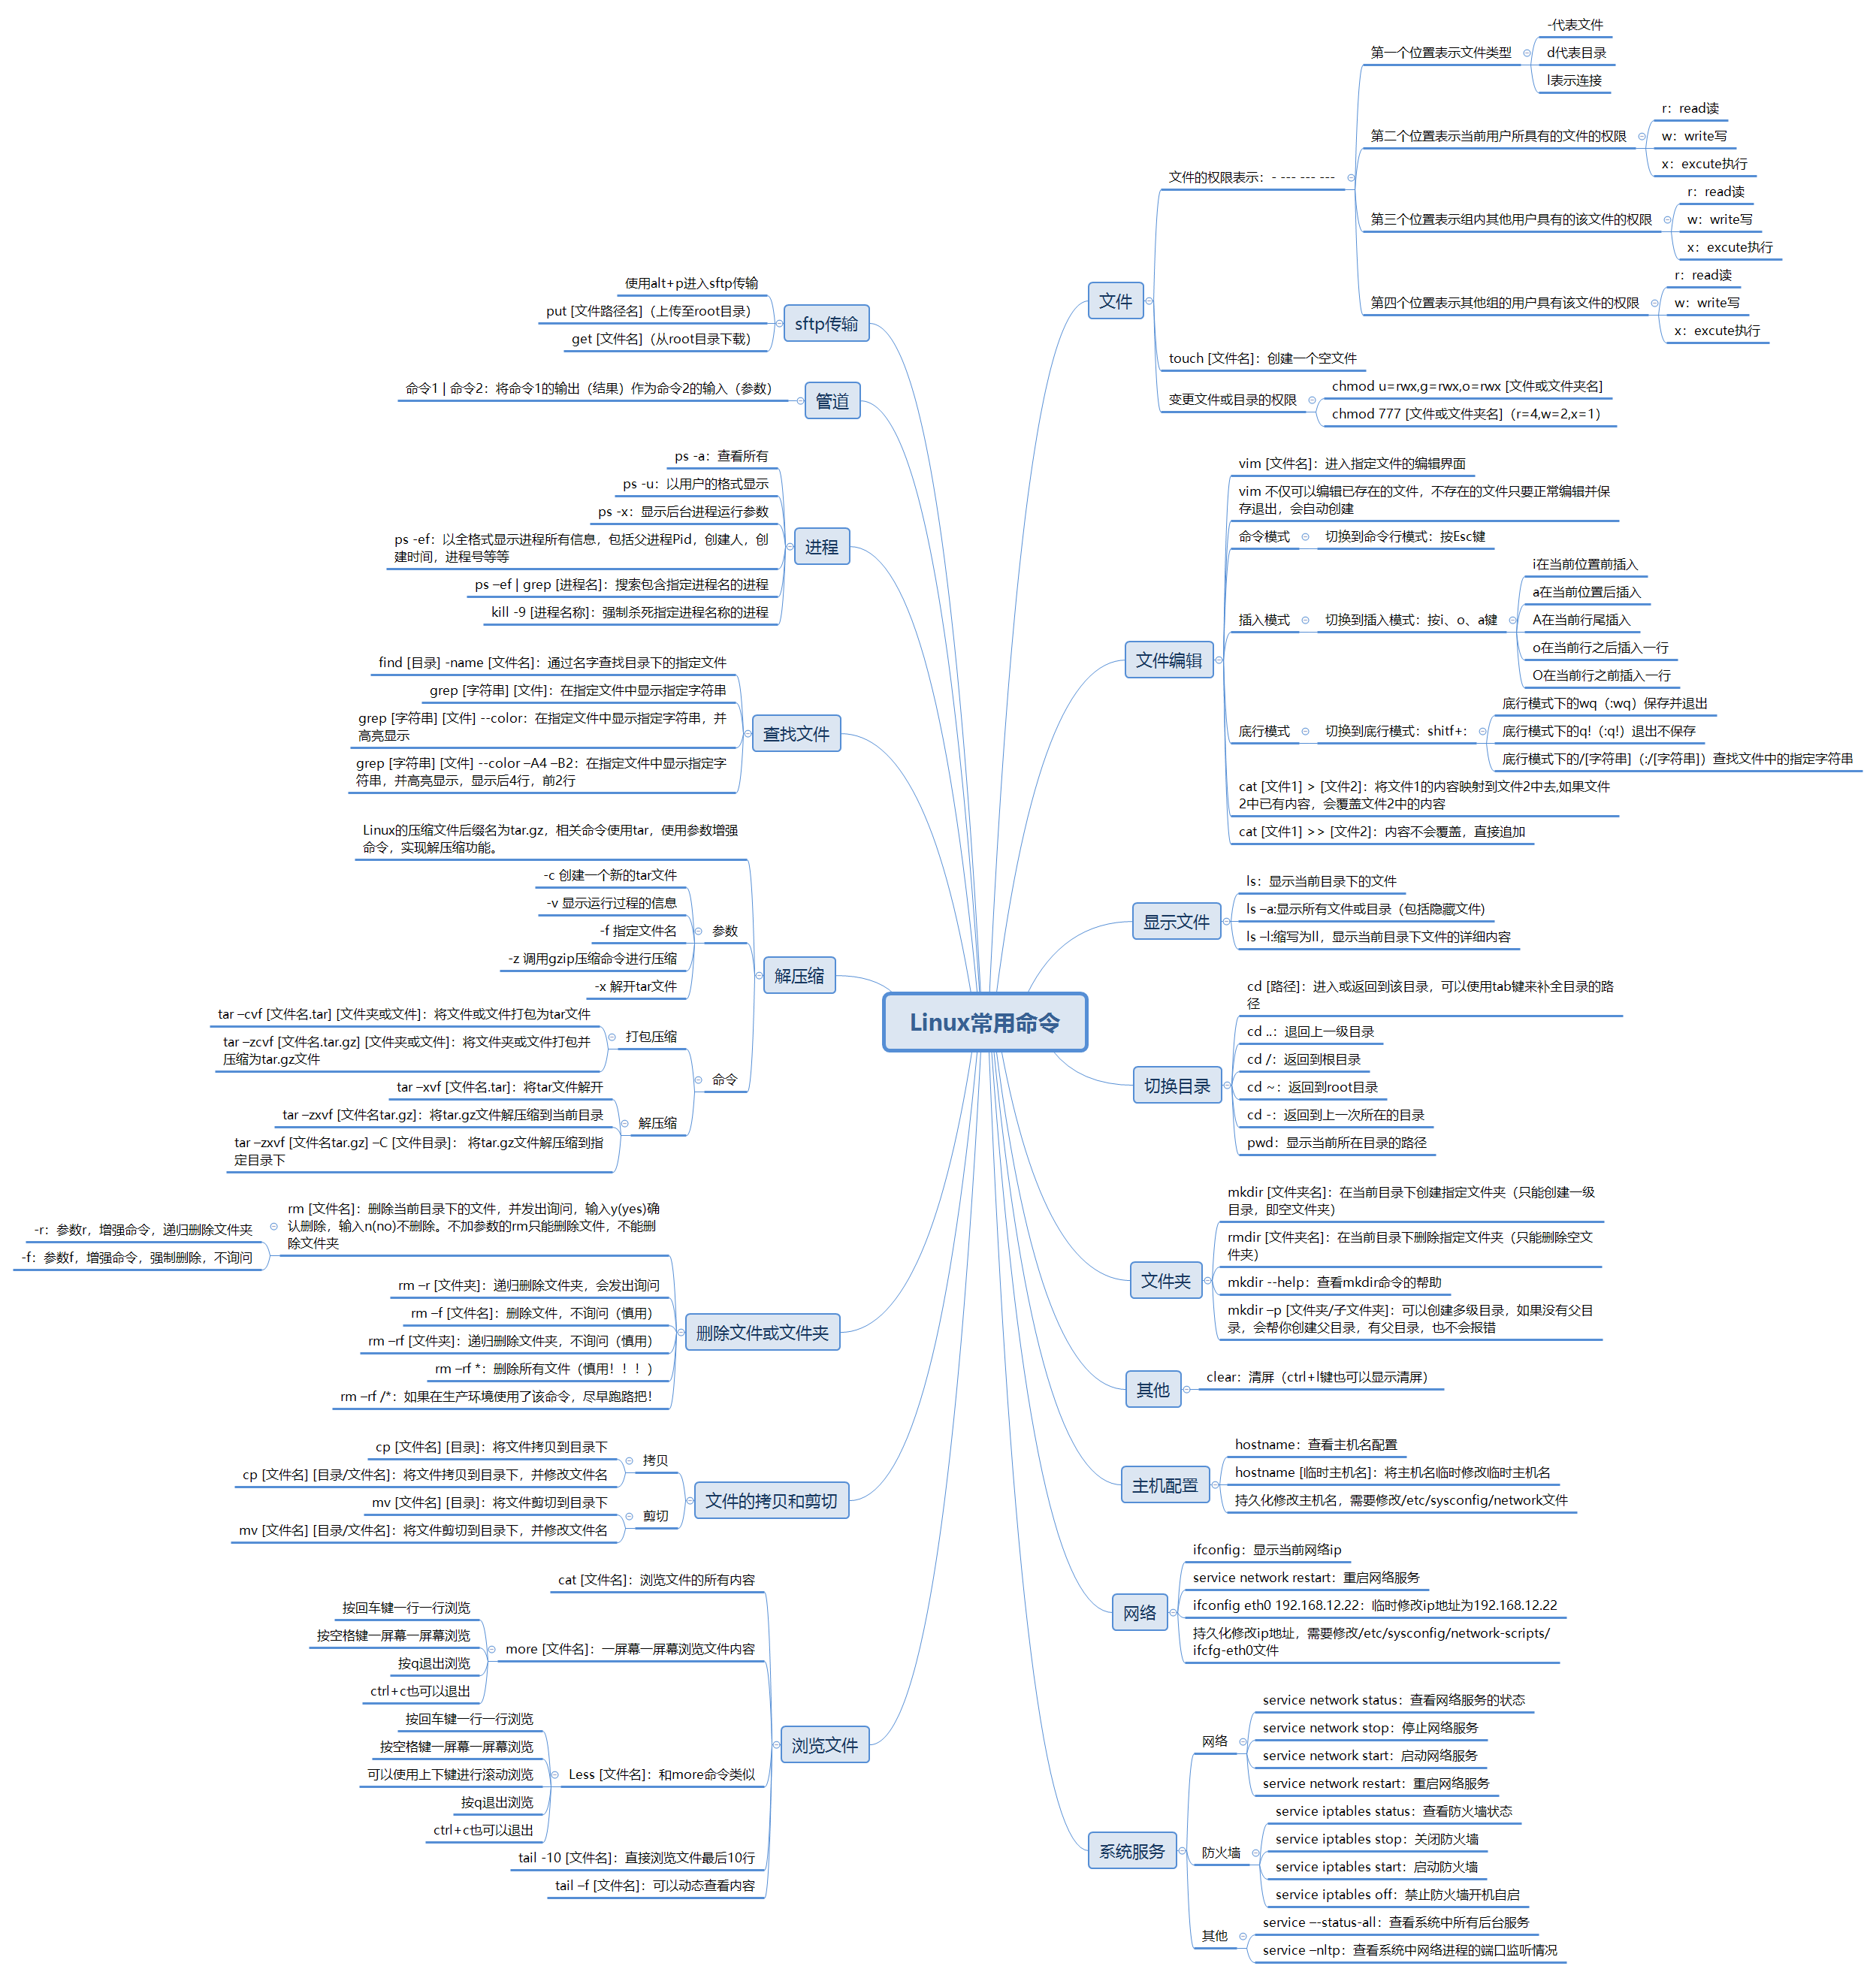 Linux常用命令
文件
文件的权限表示：- --- --- ---
第一个位置表示文件类型
-代表文件
d代表目录
l表示连接
第二个位置表示当前用户所具有的文件的权限
r：read读
w：write写
x：excute执行
第三个位置表示组内其他用户具有的该文件的权限
r：read读
w：write写
x：excute执行
第四个位置表示其他组的用户具有该文件的权限
r：read读
w：write写
x：excute执行
touch [文件名]：创建一个空文件
变更文件或目录的权限
chmod u=rwx,g=rwx,o=rwx [文件或文件夹名]
chmod 777 [文件或文件夹名]（r=4,w=2,x=1）
文件编辑
vim [文件名]：进入指定文件的编辑界面
vim 不仅可以编辑已存在的文件，不存在的文件只要正常编辑并保
存退出，会自动创建
命令模式
切换到命令行模式：按Esc键
插入模式
切换到插入模式：按i、o、a键
i在当前位置前插入
a在当前位置后插入
A在当前行尾插入
o在当前行之后插入一行
O在当前行之前插入一行
底行模式
切换到底行模式：shitf+：
底行模式下的wq（:wq）保存并退出
底行模式下的q!（:q!）退出不保存
底行模式下的/[字符串]（:/[字符串]）查找文件中的指定字符串
cat [文件1] > [文件2]：将文件1的内容映射到文件2中去,如果文件
2中已有内容，会覆盖文件2中的内容
cat [文件1] >> [文件2]：内容不会覆盖，直接追加
显示文件
ls：显示当前目录下的文件
ls –a:显示所有文件或目录（包括隐藏文件)
ls –l:缩写为ll，显示当前目录下文件的详细内容
切换目录
cd [路径]：进入或返回到该目录，可以使用tab键来补全目录的路
径
cd ..：退回上一级目录
cd /：返回到根目录
cd ~：返回到root目录
cd -：返回到上一次所在的目录
pwd：显示当前所在目录的路径
文件夹
mkdir [文件夹名]：在当前目录下创建指定文件夹（只能创建一级
目录，即空文件夹)
rmdir [文件夹名]：在当前目录下删除指定文件夹（只能删除空文
件夹）
mkdir --help：查看mkdir命令的帮助
mkdir –p [文件夹/子文件夹]：可以创建多级目录，如果没有父目
录，会帮你创建父目录，有父目录，也不会报错
其他
clear：清屏（ctrl+l键也可以显示清屏）
主机配置
hostname：查看主机名配置
hostname [临时主机名]：将主机名临时修改临时主机名
持久化修改主机名，需要修改/etc/sysconfig/network文件
网络
ifconfig：显示当前网络ip
service network restart：重启网络服务
ifconfig eth0 192.168.12.22：临时修改ip地址为192.168.12.22
持久化修改ip地址，需要修改/etc/sysconfig/network-scripts/
ifcfg-eth0文件
系统服务
网络
service network status：查看网络服务的状态
service network stop：停止网络服务
service network start：启动网络服务
service network restart：重启网络服务
防火墙
service iptables status：查看防火墙状态
service iptables stop：关闭防火墙
service iptables start：启动防火墙
service iptables off：禁止防火墙开机自启
其他
service –-status-all：查看系统中所有后台服务
service –nltp：查看系统中网络进程的端口监听情况
sftp传输
使用alt+p进入sftp传输
put [文件路径名]（上传至root目录）
get [文件名]（从root目录下载）
管道
命令1 | 命令2：将命令1的输出（结果）作为命令2的输入（参数）
进程
ps -a：查看所有
ps -u：以用户的格式显示
ps -x：显示后台进程运行参数
ps -ef：以全格式显示进程所有信息，包括父进程Pid，创建人，创
建时间，进程号等等
ps –ef | grep [进程名]：搜索包含指定进程名的进程
kill -9 [进程名称]：强制杀死指定进程名称的进程
查找文件
find [目录] -name [文件名]：通过名字查找目录下的指定文件
grep [字符串] [文件]：在指定文件中显示指定字符串
grep [字符串] [文件] --color：在指定文件中显示指定字符串，并
高亮显示
grep [字符串] [文件] --color –A4 –B2：在指定文件中显示指定字
符串，并高亮显示，显示后4行，前2行
解压缩
Linux的压缩文件后缀名为tar.gz，相关命令使用tar，使用参数增强
命令，实现解压缩功能。
参数
-c 创建一个新的tar文件
-v 显示运行过程的信息
-f 指定文件名
-z 调用gzip压缩命令进行压缩
-x 解开tar文件
命令
打包压缩
tar –cvf [文件名.tar] [文件夹或文件]：将文件或文件打包为tar文件
tar –zcvf [文件名.tar.gz] [文件夹或文件]：将文件夹或文件打包并
压缩为tar.gz文件
解压缩
tar –xvf [文件名.tar]：将tar文件解开
tar –zxvf [文件名tar.gz]：将tar.gz文件解压缩到当前目录
tar –zxvf [文件名tar.gz] –C [文件目录]： 将tar.gz文件解压缩到指
定目录下
删除文件或文件夹
rm [文件名]：删除当前目录下的文件，并发出询问，输入y(yes)确
认删除，输入n(no)不删除。不加参数的rm只能删除文件，不能删
除文件夹
-r：参数r，增强命令，递归删除文件夹
-f：参数f，增强命令，强制删除，不询问
rm –r [文件夹]：递归删除文件夹，会发出询问
rm –f [文件名]：删除文件，不询问（慎用）
rm –rf [文件夹]：递归删除文件夹，不询问（慎用）
rm –rf *：删除所有文件（慎用！！！）
rm –rf /*：如果在生产环境使用了该命令，尽早跑路把！
文件的拷贝和剪切
拷贝
cp [文件名] [目录]：将文件拷贝到目录下
cp [文件名] [目录/文件名]：将文件拷贝到目录下，并修改文件名
剪切
mv [文件名] [目录]：将文件剪切到目录下
mv [文件名] [目录/文件名]：将文件剪切到目录下，并修改文件名
浏览文件
cat [文件名]：浏览文件的所有内容
more [文件名]：一屏幕一屏幕浏览文件内容
按回车键一行一行浏览
按空格键一屏幕一屏幕浏览
按q退出浏览
ctrl+c也可以退出
Less [文件名]：和more命令类似
按回车键一行一行浏览
按空格键一屏幕一屏幕浏览
可以使用上下键进行滚动浏览
按q退出浏览
ctrl+c也可以退出
tail -10 [文件名]：直接浏览文件最后10行
tail –f [文件名]：可以动态查看内容